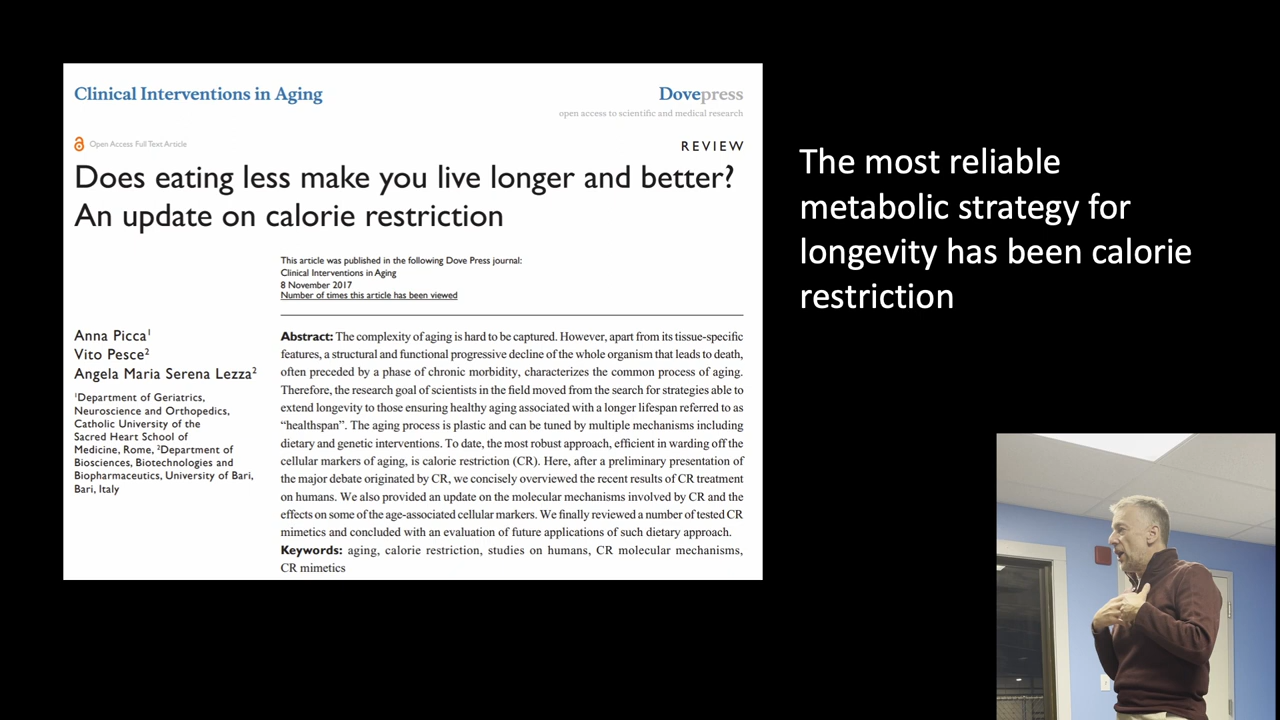 Clinical Interventions in Aging
Dovepress
open access to scientific and medical research
Open Access Full Text Article
REVIEW
Does eating less make you live longer and better?
An update on calorie restriction
This article was published in the following Dove Press journal:
Clinical Interventions in Aging
8 November 2017
Number of times this article has been viewed
Anna Picca¹
Vito Pesce²
Angela Maria Serena Lezza²
¹Department of Geriatrics,
Neuroscience and Orthopedics,
Catholic University of the
Sacred Heart School of
Medicine, Rome, ²Department of
Biosciences, Biotechnologies and
Biopharmaceutics, University of Bari,
Bari, Italy
Abstract: The complexity of aging is hard to be captured. However, apart from its tissue-specific
features, a structural and functional progressive decline of the whole organism that leads to death,
often preceded by a phase of chronic morbidity, characterizes the common process of aging.
Therefore, the research goal of scientists in the field moved from the search for strategies able to
extend longevity to those ensuring healthy aging associated with a longer lifespan referred to as
“healthspan”. The aging process is plastic and can be tuned by multiple mechanisms including
dietary and genetic interventions. To date, the most robust approach, efficient in warding off the
cellular markers of aging, is calorie restriction (CR). Here, after a preliminary presentation of
the major debate originated by CR, we concisely overviewed the recent results of CR treatment
on humans. We also provided an update on the molecular mechanisms involved by CR and the
effects on some of the age-associated cellular markers. We finally reviewed a number of tested CR
mimetics and concluded with an evaluation of future applications of such dietary approach.
Keywords: aging, calorie restriction, studies on humans, CR molecular mechanisms,
CR mimetics
The most reliable
metabolic strategy for
longevity has been calorie
restriction